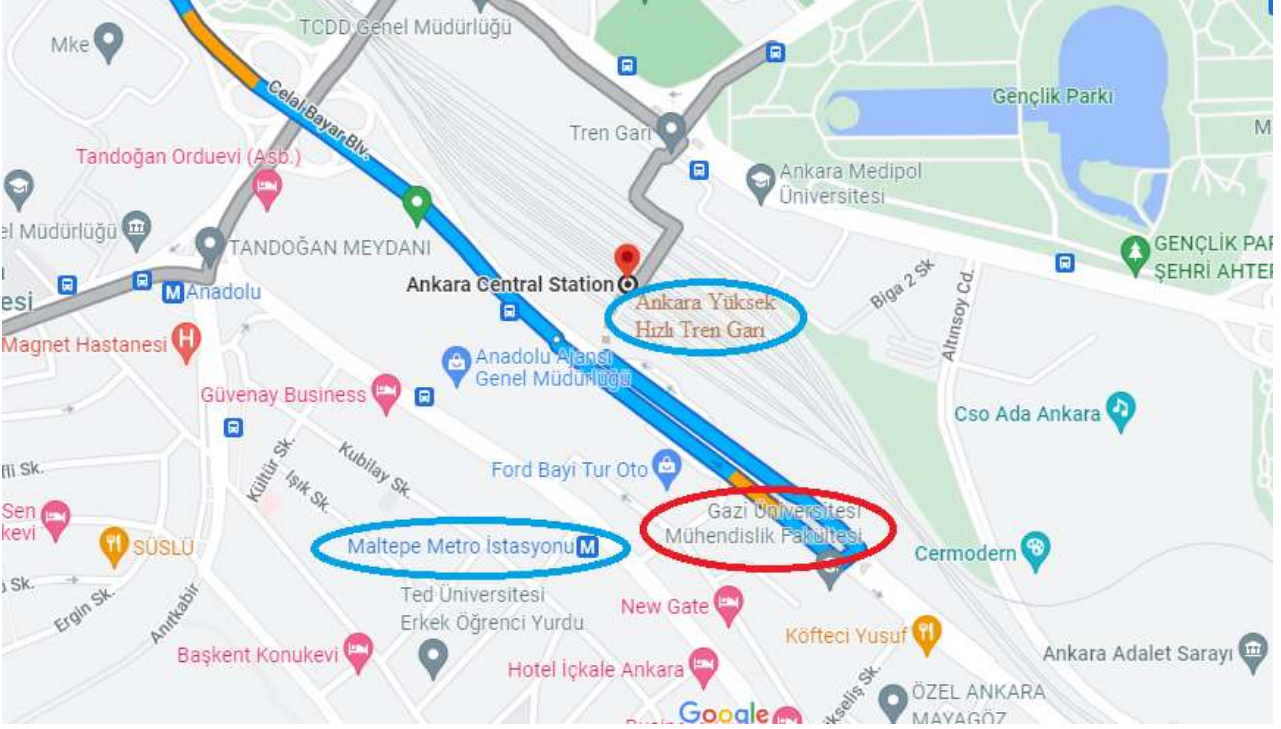 TCDD Genel Müdürlüğü
Mke
Celal Bayar Blv.
Gençlik Parkı
Tren Garı
M
Tandoğan Orduevi (Asb.)
Ankara Medipol
Üniversitesi
el Müdürlüğü
TANDOĞAN MEYDANI
GENÇLİK PAR
ŞEHRİ AHTER
Ankara Central Station
Biga 2 Sk
esi
M Anadolu
Ankara Yüksek
Hızlı Tren Garı
Altınsoy Cd.
Magnet Hastanesi
H
Anadolu Ajansı
Genel Müdürlüğü
Güvenay Business
Cso Ada Ankara
Kültür Sk.
Kubilay Sk.
Işık Sk.
Ford Bayi Tur Oto
Sk.
Sen
kevi
Gazi Üniversitesi
Mühendislik Fakültesi
SÜSLÜ
Maltepe Metro İstasyonu M
Cermodern
Sk.
Ergin Sk.
Anıtkabir
Ted Üniversitesi
Erkek Öğrenci Yurdu
New Gate
Köfteci Yusuf
Başkent Konukevi
Hotel İçkale Ankara
Ankara Adalet Sarayı
kseliş Sk.
ÖZEL ANKARA
MAYAGÖZ
Google